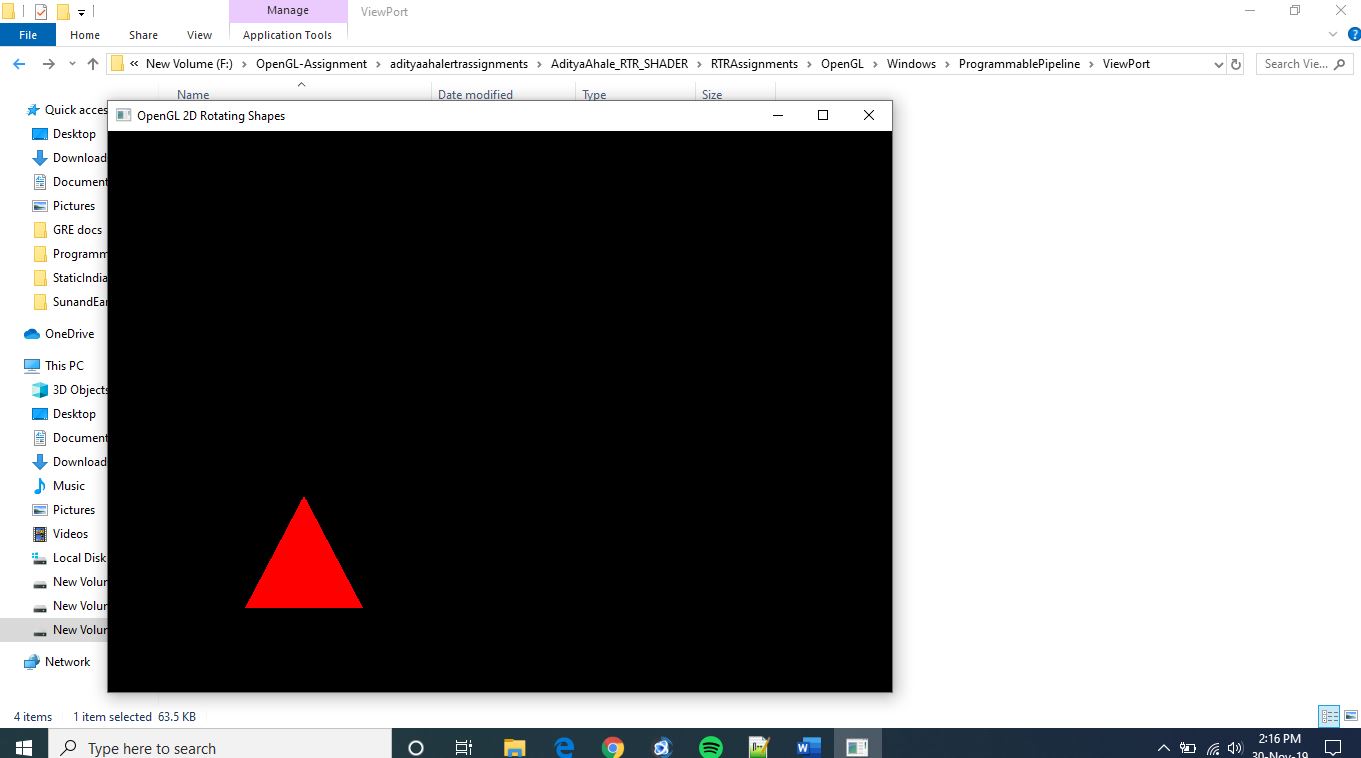 Manage ViewPort
File Home Share View Application Tools
« New Volume (F:) › OpenGL-Assignment › adityaahalertrassignments › AdityaAhale_RTR_SHADER › RTRAssignments › OpenGL › Windows › ProgrammablePipeline › ViewPort Search Vie...
Name Date modified Type Size
Quick acces
OpenGL 2D Rotating Shapes
Desktop
Download
Document
Pictures
GRE docs
Programm
StaticIndia
SunandEar
OneDrive
This PC
3D Objects
Desktop
Document
Download
Music
Pictures
Videos
Local Disk
New Volur
New Volur
New Volur
Network
4 items 1 item selected 63.5 KB
Type here to search
2:16 PM
30-Nov-19